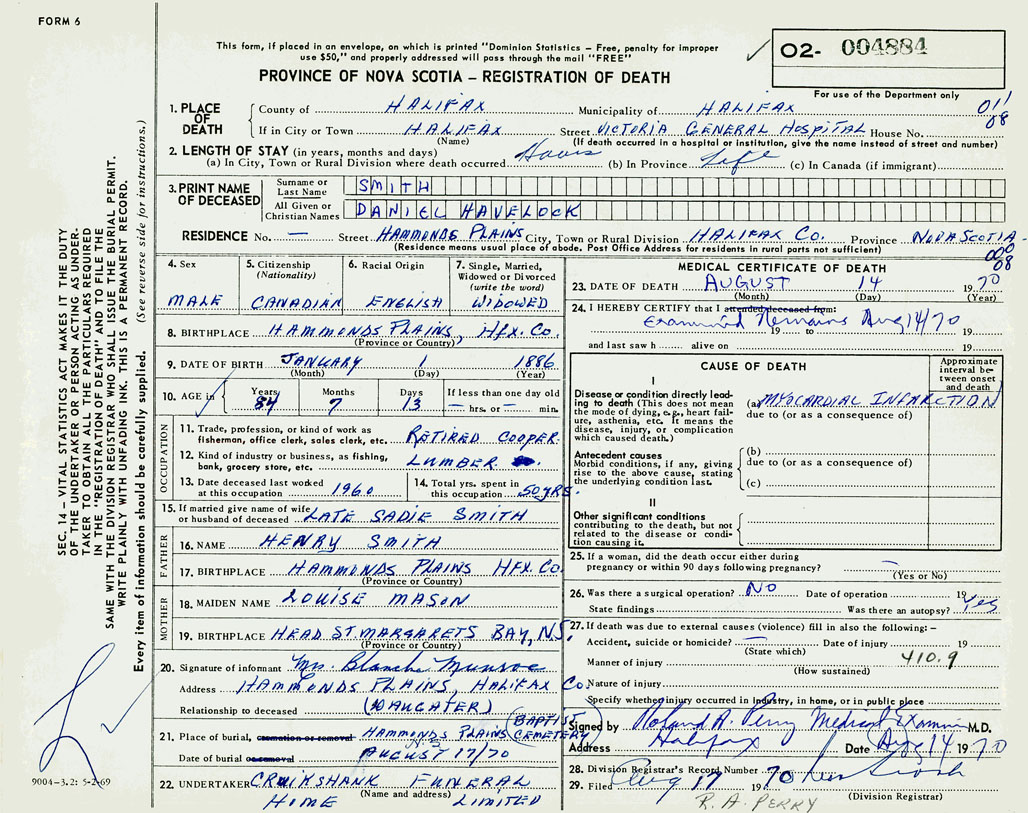 FORM 6
This form, if placed in an envelope, on which is printed "Dominion Statistics – Free, penalty for improper
use $50," and properly addressed will pass through the mail "FREE"
PROVINCE OF NOVA SCOTIA – REGISTRATION OF DEATH
02- 004884
For use of the Department only
011
08
1. PLACE OF DEATH
County of HALIFAX Municipality of HALIFAX
If in City or Town HALIFAX Street VICTORIA GENERAL HOSPITAL House No.
(Name) (If death occurred in a hospital or institution, give the name instead of street and number)
2. LENGTH OF STAY (in years, months and days)
(a) In City, Town or Rural Division where death occurred Hours (b) In Province Life (c) In Canada (if immigrant)
3. PRINT NAME OF DECEASED
Surname or Last Name SMITH
All Given or Christian Names DANIEL HAVELOCK
RESIDENCE No. — Street HAMMONDS PLAINS City, Town or Rural Division HALIFAX CO. Province NOVA SCOTIA-
(Residence means usual place of abode. Post Office Address for residents in rural parts not sufficient)
000
08
4. Sex
MALE
5. Citizenship
(Nationality)
CANADIAN
6. Racial Origin
ENGLISH
7. Single, Married,
Widowed or Divorced
(write the word)
WIDOWED
8. BIRTHPLACE HAMMONDS PLAINS, HFX. CO.
(Province or Country)
9. DATE OF BIRTH JANUARY 1 1886
(Month) (Day) (Year)
10. AGE in Years Months Days If less than one day old
84 7 13 — hrs. or — min.
OCCUPATION
11. Trade, profession, or kind of work as
fisherman, office clerk, sales clerk, etc. RETIRED COOPER.
12. Kind of industry or business, as fishing,
bank, grocery store, etc. LUMBER
13. Date deceased last worked
at this occupation 1960
14. Total yrs. spent in
this occupation 50 YRS.
15. If married give name of wife
or husband of deceased LATE SADIE SMITH
FATHER
16. NAME HENRY SMITH
17. BIRTHPLACE HAMMONDS PLAINS HFX. CO.
(Province or Country)
MOTHER
18. MAIDEN NAME LOUISE MASON
19. BIRTHPLACE HEAD ST. MARGARETS BAY, N.S.
(Province or Country)
20. Signature of informant Mrs. Blanche Munroe
Address HAMMONDS PLAINS, HALIFAX CO.
Relationship to deceased (DAUGHTER)
21. Place of burial, cremation or removal HAMMONDS PLAINS (BAPTIST CEMETERY)
Date of burial or removal AUGUST 17/70
22. UNDERTAKER CRUIKSHANK FUNERAL
HOME (Name and address) LIMITED
MEDICAL CERTIFICATE OF DEATH
23. DATE OF DEATH AUGUST 14 1970
(Month) (Day) (Year)
24. I HEREBY CERTIFY that I attended deceased from:
Examined Remains Aug 14/70
19 to 19
and last saw h alive on 19
CAUSE OF DEATH
Approximate interval between onset and death
I
Disease or condition directly leading to death (This does not mean the mode of dying, e.g., heart failure, asthenia, etc. It means the disease, injury, or complication which caused death.)
(a) MYOCARDIAL INFARCTION
due to (or as a consequence of)
Antecedent causes
Morbid conditions, if any, giving rise to the above cause, stating the underlying condition last.
(b)
due to (or as a consequence of)
(c)
II
Other significant conditions
contributing to the death, but not related to the disease or condition causing it.
25. If a woman, did the death occur either during
pregnancy or within 90 days following pregnancy? —
(Yes or No)
26. Was there a surgical operation? NO Date of operation 19
State findings Was there an autopsy? Yes
27. If death was due to external causes (violence) fill in also the following: –
Accident, suicide or homicide? — Date of injury 19
(State which)
410.9
Manner of injury
(How sustained)
Nature of injury
Specify whether injury occurred in industry, in home, or in public place
Signed by Roland A. Perry Medical Examiner M.D.
Address Halifax Date Aug 14 1970
28. Division Registrar's Record Number
29. Filed Aug 17 1970
(Division Registrar)
R. A. PERRY
SEC. 14 – VITAL STATISTICS ACT MAKES IT THE DUTY
OF THE UNDERTAKER OR PERSON ACTING AS UNDER-
TAKER TO OBTAIN ALL THE PARTICULARS REQUIRED
IN THE "REGISTRATION OF DEATH" AND TO FILE THE
SAME WITH THE DIVISION REGISTRAR WHO SHALL ISSUE THE BURIAL PERMIT.
WRITE PLAINLY WITH UNFADING INK. THIS IS A PERMANENT RECORD.
Every item of information should be carefully supplied. (See reverse side for instructions.)
9004–3.2: 5-2-69